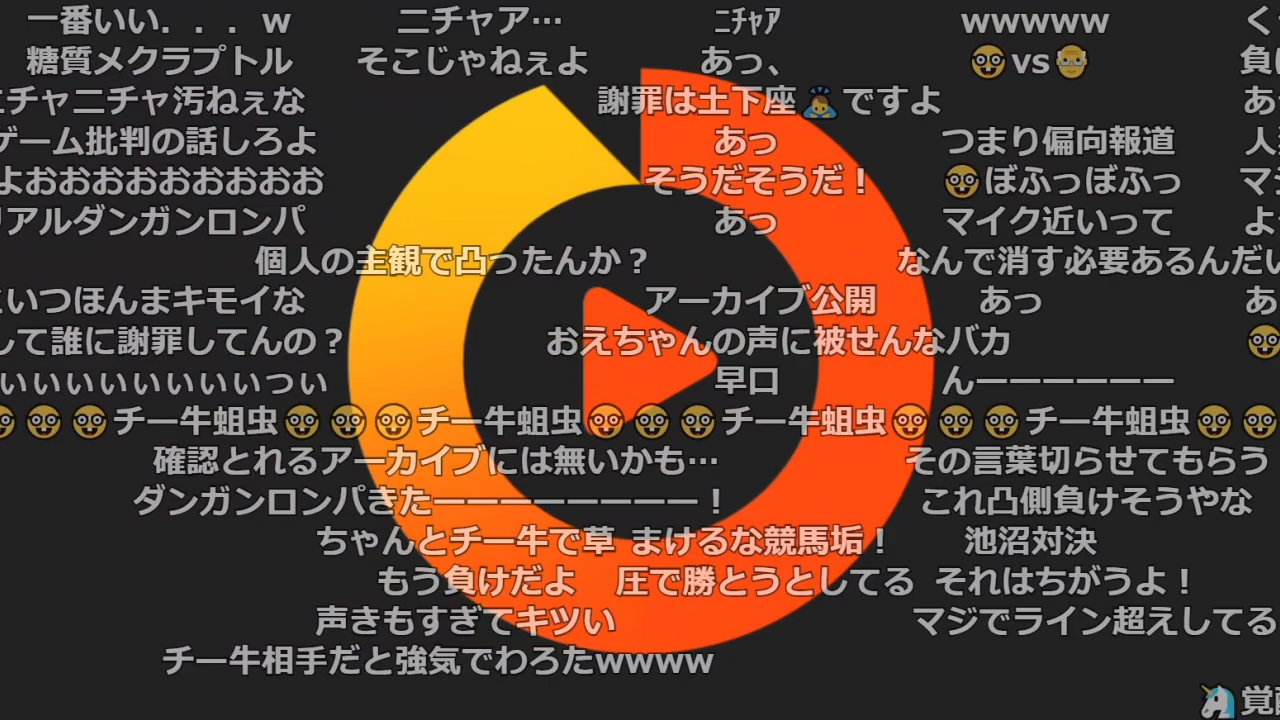 一番いい．．．ｗ ニチャア… ﾆﾁｬｱ wwwww く
糖質メクラプトル そこじゃねぇよ あっ、 🤓vs👴 負け
ニチャニチャ汚ねぇな 謝罪は土下座🙇ですよ あ
ゲーム批判の話しろよ あっ つまり偏向報道 人
よおおおおおおおおお そうだそうだ！ 🤓ぼふっぼふっ マジ
リアルダンガンロンパ あっ マイク近いって よ
個人の主観で凸ったんか？ なんで消す必要あるんだい
こいつほんまキモイな アーカイブ公開 あっ あ
して誰に謝罪してんの？ おえちゃんの声に被せんなバカ 🤓
いいいいいいいいつい 早口 んーーーーーー
🤓🤓🤓チー牛蛆虫🤓🤓🤓チー牛蛆虫🤓🤓🤓チー牛蛆虫🤓🤓🤓チー牛蛆虫🤓🤓
確認とれるアーカイブには無いかも… その言葉切らせてもらう
ダンガンロンパきたーーーーーーーー！ これ凸側負けそうやな
ちゃんとチー牛で草 まけるな競馬垢！ 池沼対決
もう負けだよ 圧で勝とうとしてる それはちがうよ！
声きもすぎてキツい マジでライン超えしてる
チー牛相手だと強気でわろたwwww
🦄覚醒